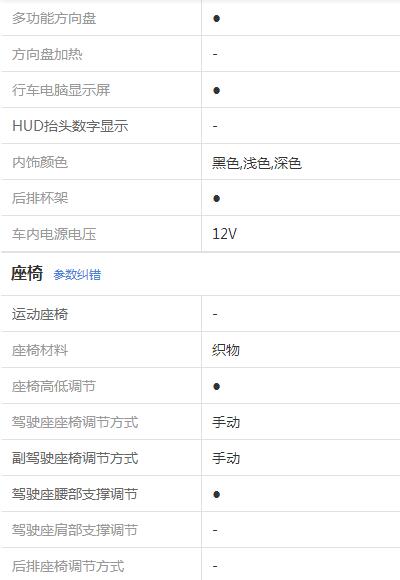 多功能方向盘 ●
方向盘加热 -
行车电脑显示屏 ●
HUD抬头数字显示 -
内饰颜色 黑色,浅色,深色
后排杯架 ●
车内电源电压 12V
座椅 参数纠错
运动座椅 -
座椅材料 织物
座椅高低调节 ●
驾驶座座椅调节方式 手动
副驾驶座椅调节方式 手动
驾驶座腰部支撑调节 ●
驾驶座肩部支撑调节 -
后排座椅调节方式 -